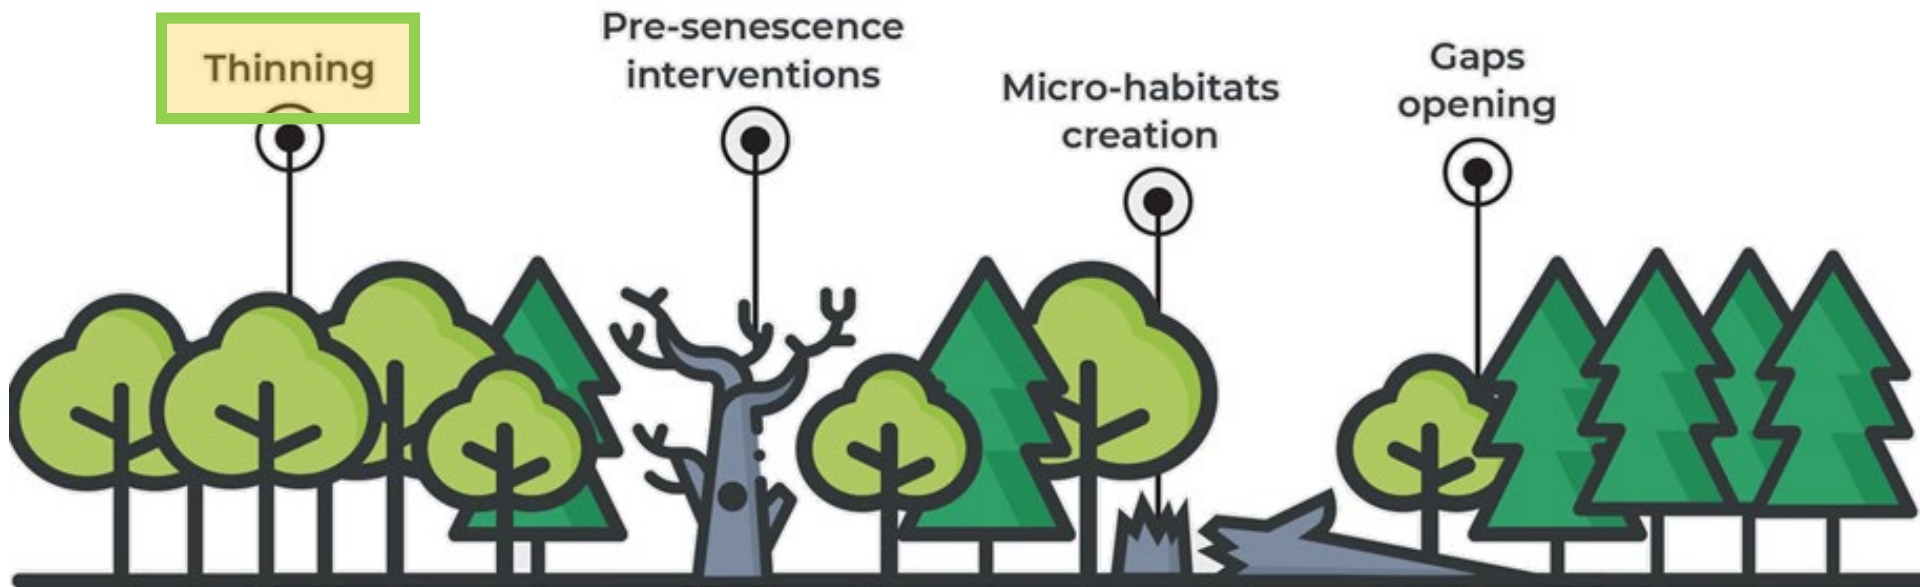 Thinning
Pre-senescence
interventions
Micro-habitats
creation
Gaps
opening